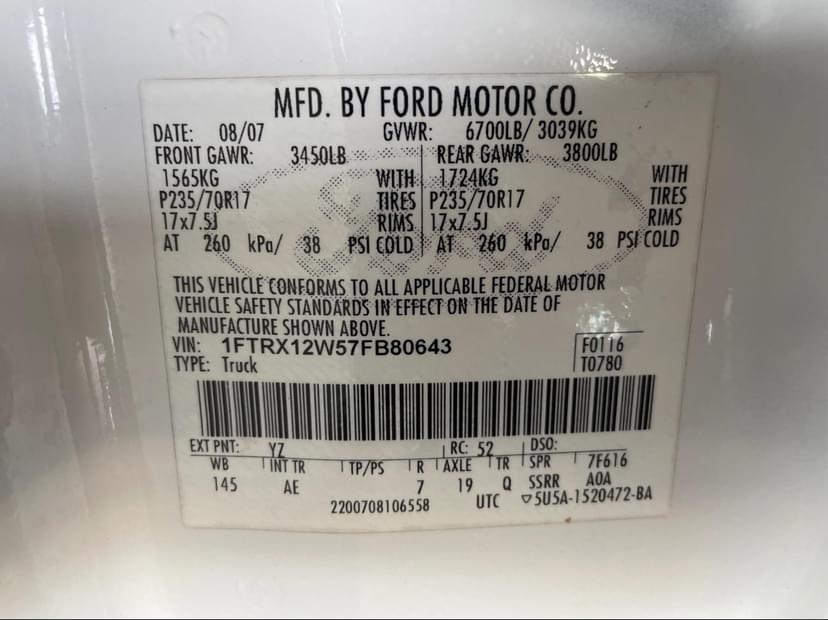 MFD. BY FORD MOTOR CO.
DATE: 08/07 GVWR: 6700LB/ 3039KG
FRONT GAWR: 3450LB REAR GAWR: 3800LB
1565KG WITH 1724KG WITH
P235/70R17 TIRES P235/70R17 TIRES
17x7.5J RIMS 17x7.5J RIMS
AT 260 kPa/ 38 PSI COLD AT 260 kPa/ 38 PSI COLD
THIS VEHICLE CONFORMS TO ALL APPLICABLE FEDERAL MOTOR
VEHICLE SAFETY STANDARDS IN EFFECT ON THE DATE OF
MANUFACTURE SHOWN ABOVE.
VIN: 1FTRX12W57FB80643 F0116
TYPE: Truck T0780
EXT PNT: YZ RC: 52 DSO:
WB INT TR TP/PS R AXLE TR SPR 7F616
145 AE 7 19 Q SSRR A0A
2200708106558 UTC ▽5U5A-1520472-BA
Ford